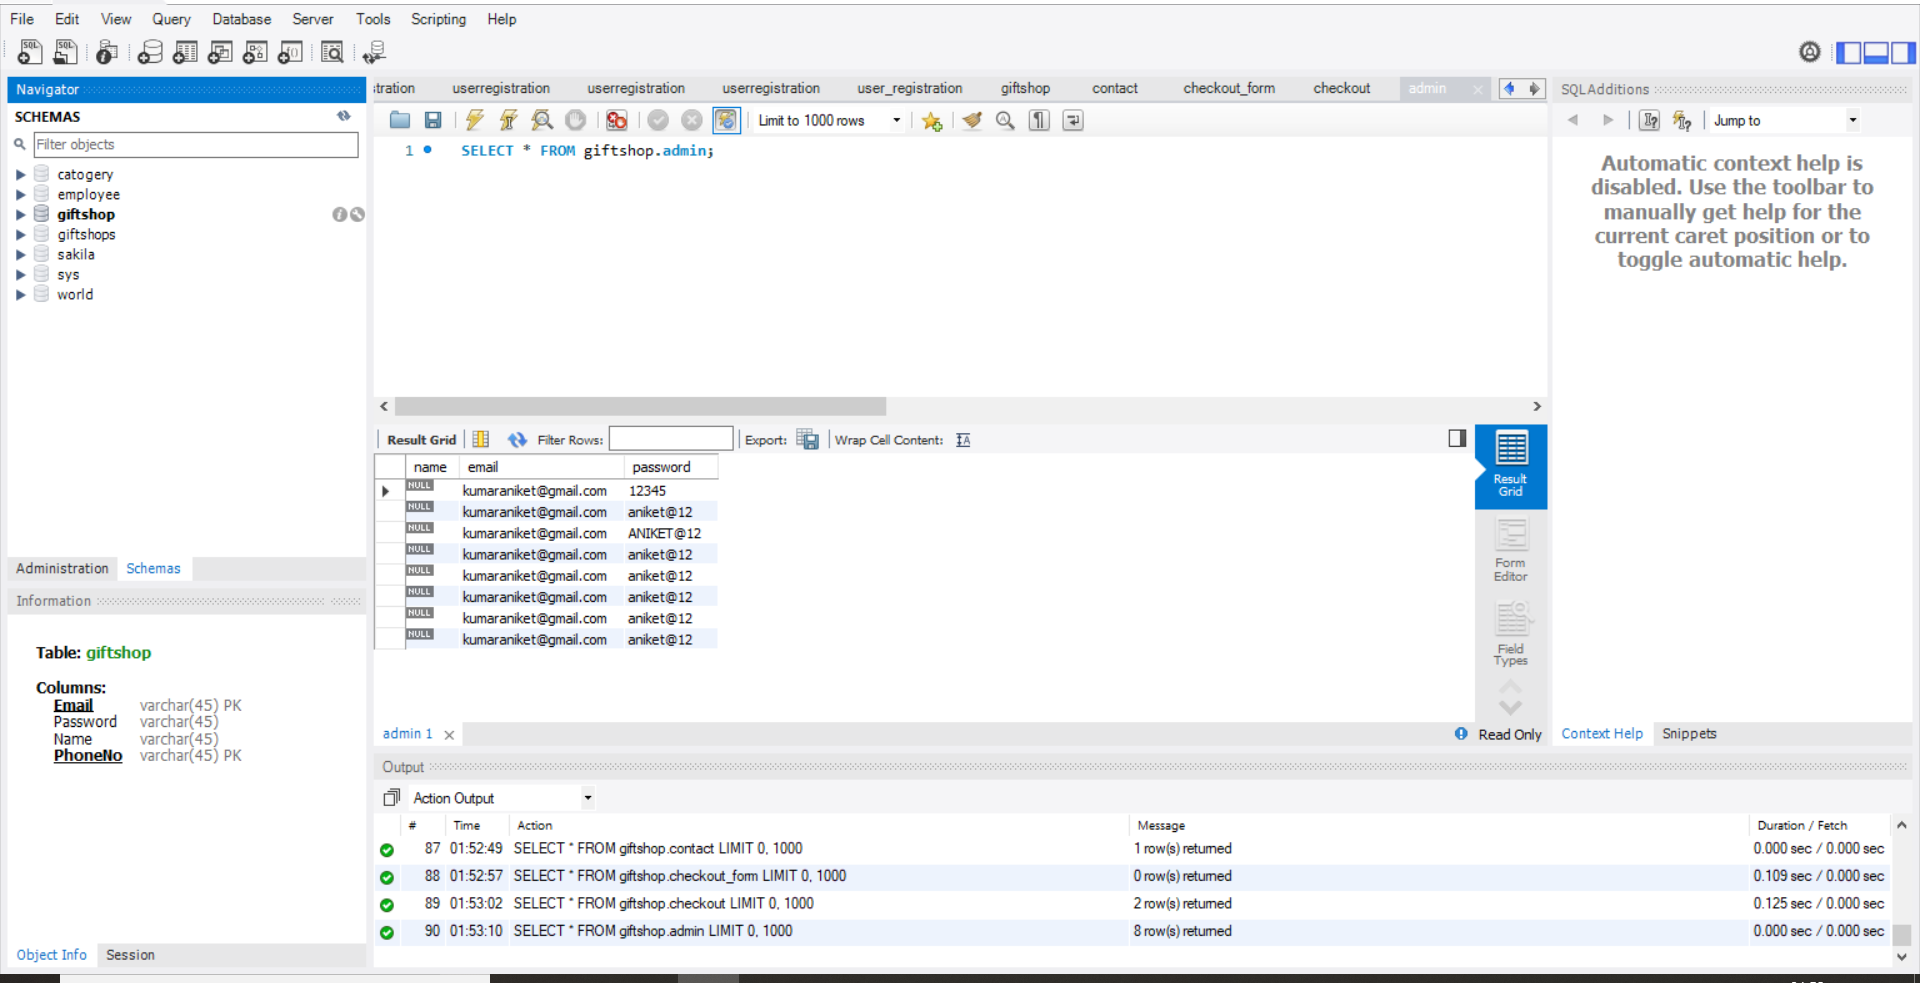 File Edit View Query Database Server Tools Scripting Help
Navigator
SCHEMAS
Filter objects
catogery
employee
giftshop
giftshops
sakila
sys
world
Administration Schemas
Information
Table: giftshop
Columns:
Email varchar(45) PK
Password varchar(45)
Name varchar(45)
PhoneNo varchar(45) PK
Object Info Session
stration userregistration userregistration userregistration user_registration giftshop contact checkout_form checkout admin
Limit to 1000 rows
1 SELECT * FROM giftshop.admin;
Result Grid Filter Rows: Export: Wrap Cell Content:
name email password
NULL kumaraniket@gmail.com 12345
NULL kumaraniket@gmail.com aniket@12
NULL kumaraniket@gmail.com ANIKET@12
NULL kumaraniket@gmail.com aniket@12
NULL kumaraniket@gmail.com aniket@12
NULL kumaraniket@gmail.com aniket@12
NULL kumaraniket@gmail.com aniket@12
NULL kumaraniket@gmail.com aniket@12
Result
Grid
Form
Editor
Field
Types
admin 1 Read Only
Output
Action Output
# Time Action Message Duration / Fetch
87 01:52:49 SELECT * FROM giftshop.contact LIMIT 0, 1000 1 row(s) returned 0.000 sec / 0.000 sec
88 01:52:57 SELECT * FROM giftshop.checkout_form LIMIT 0, 1000 0 row(s) returned 0.109 sec / 0.000 sec
89 01:53:02 SELECT * FROM giftshop.checkout LIMIT 0, 1000 2 row(s) returned 0.125 sec / 0.000 sec
90 01:53:10 SELECT * FROM giftshop.admin LIMIT 0, 1000 8 row(s) returned 0.000 sec / 0.000 sec
SQLAdditions
Jump to
Automatic context help is
disabled. Use the toolbar to
manually get help for the
current caret position or to
toggle automatic help.
Context Help Snippets